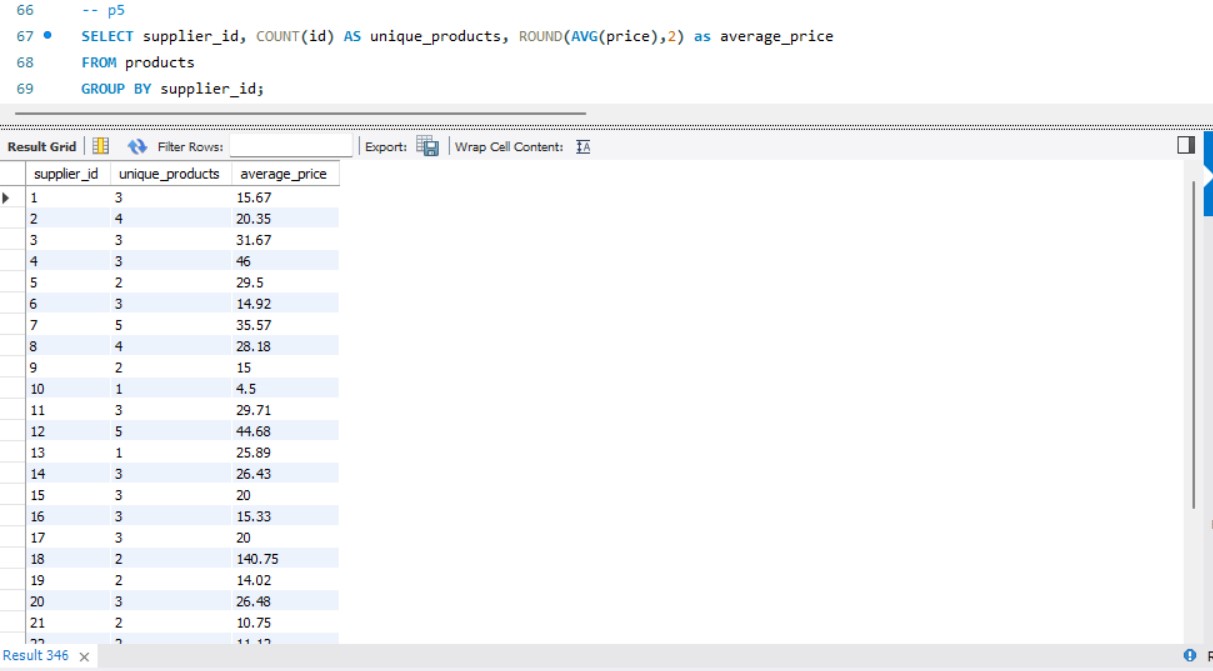 66 -- p5
67 SELECT supplier_id, COUNT(id) AS unique_products, ROUND(AVG(price),2) as average_price
68 FROM products
69 GROUP BY supplier_id;
Result Grid Filter Rows: Export: Wrap Cell Content: IA
supplier_id unique_products average_price
1 3 15.67
2 4 20.35
3 3 31.67
4 3 46
5 2 29.5
6 3 14.92
7 5 35.57
8 4 28.18
9 2 15
10 1 4.5
11 3 29.71
12 5 44.68
13 1 25.89
14 3 26.43
15 3 20
16 3 15.33
17 3 20
18 2 140.75
19 2 14.02
20 3 26.48
21 2 10.75
Result 346